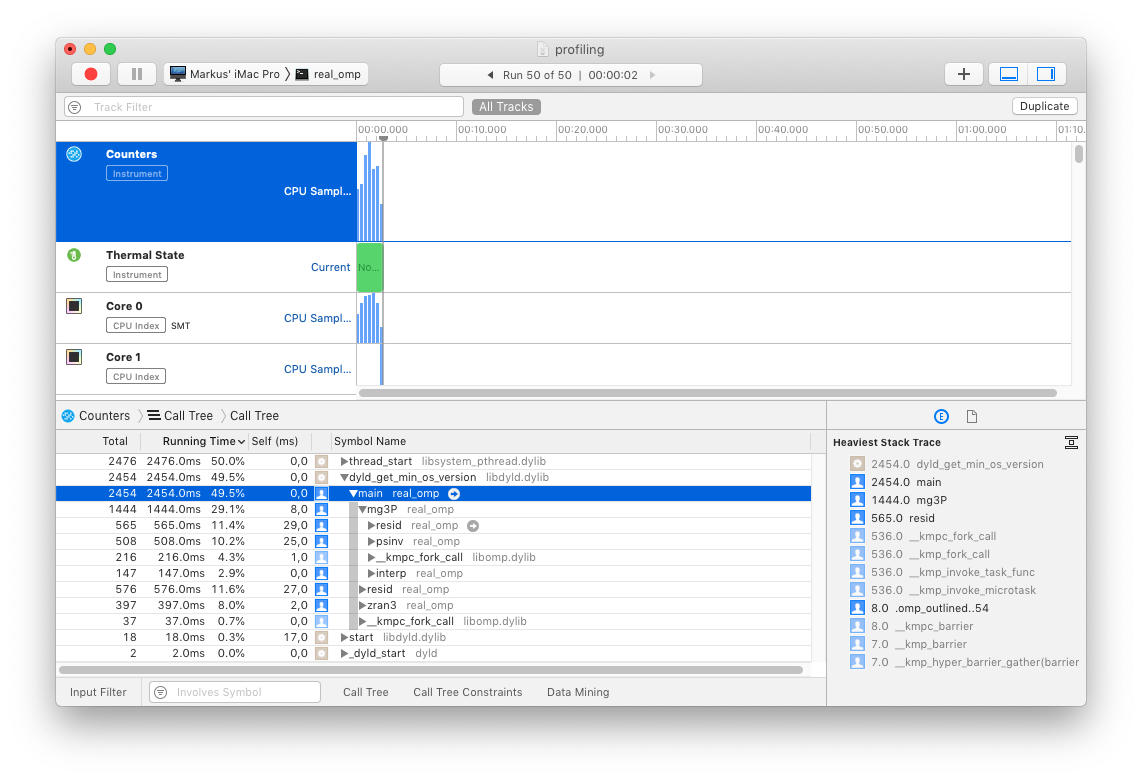 profiling
Markus' iMac Pro real_omp
Run 50 of 50 | 00:00:02
Track Filter
All Tracks
Duplicate
00:00.000 00:10.000 00:20.000 00:30.000 00:40.000 00:50.000 01:00.000 01:10.
Counters
Instrument
CPU Sampl...
Thermal State
Instrument
Current
No...
Core 0
CPU Index SMT
CPU Sampl...
Core 1
CPU Index
CPU Sampl...
Counters Call Tree Call Tree
Total Running Time Self (ms) Symbol Name
2476 2476.0ms 50.0% 0,0 thread_start libsystem_pthread.dylib
2454 2454.0ms 49.5% 0,0 dyld_get_min_os_version libdyld.dylib
2454 2454.0ms 49.5% 0,0 main real_omp
1444 1444.0ms 29.1% 8,0 mg3P real_omp
565 565.0ms 11.4% 29,0 resid real_omp
508 508.0ms 10.2% 25,0 psinv real_omp
216 216.0ms 4.3% 1,0 __kmpc_fork_call libomp.dylib
147 147.0ms 2.9% 0,0 interp real_omp
576 576.0ms 11.6% 27,0 resid real_omp
397 397.0ms 8.0% 2,0 zran3 real_omp
37 37.0ms 0.7% 0,0 __kmpc_fork_call libomp.dylib
18 18.0ms 0.3% 17,0 start libdyld.dylib
2 2.0ms 0.0% 0,0 _dyld_start dyld
Input Filter
Involves Symbol
Call Tree Call Tree Constraints Data Mining
E
Heaviest Stack Trace
2454.0 dyld_get_min_os_version
2454.0 main
1444.0 mg3P
565.0 resid
536.0 __kmpc_fork_call
536.0 __kmp_fork_call
536.0 __kmp_invoke_task_func
536.0 __kmp_invoke_microtask
8.0 .omp_outlined..54
8.0 __kmpc_barrier
7.0 __kmp_barrier
7.0 __kmp_hyper_barrier_gather(barrier